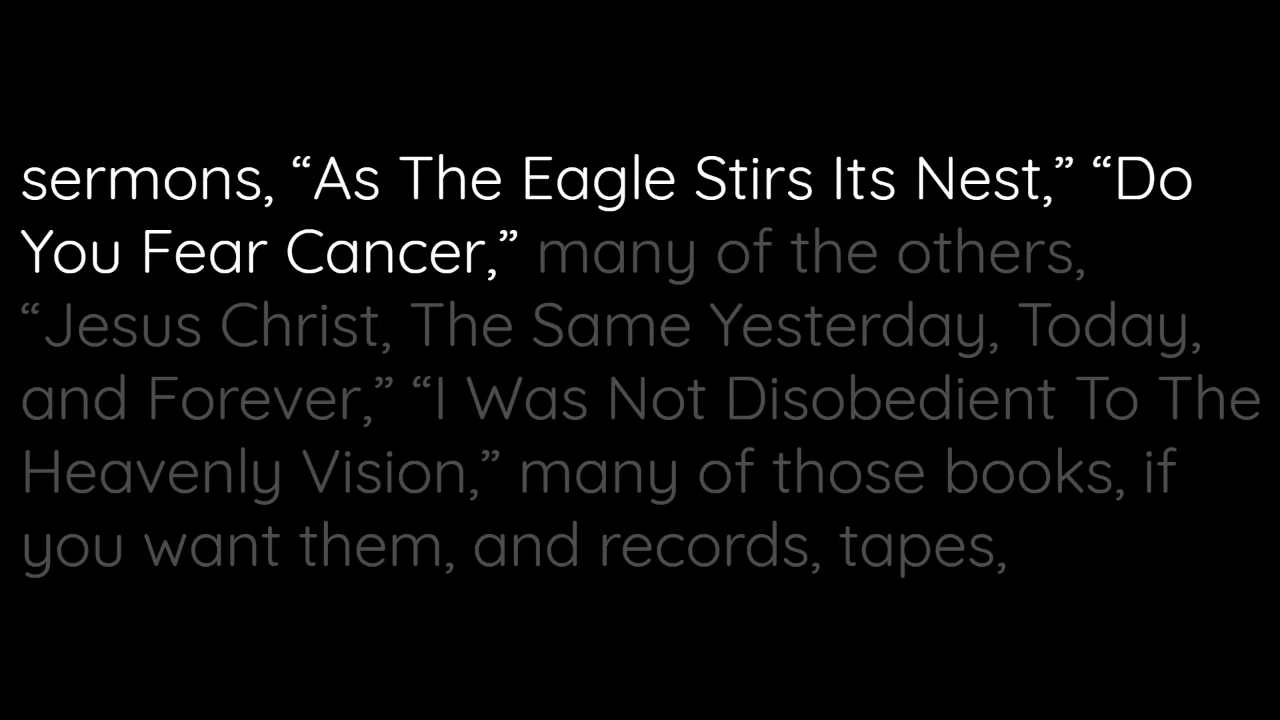 sermons, “As The Eagle Stirs Its Nest,” “Do
You Fear Cancer,” many of the others,
“Jesus Christ, The Same Yesterday, Today,
and Forever,” “I Was Not Disobedient To The
Heavenly Vision,” many of those books, if
you want them, and records, tapes,